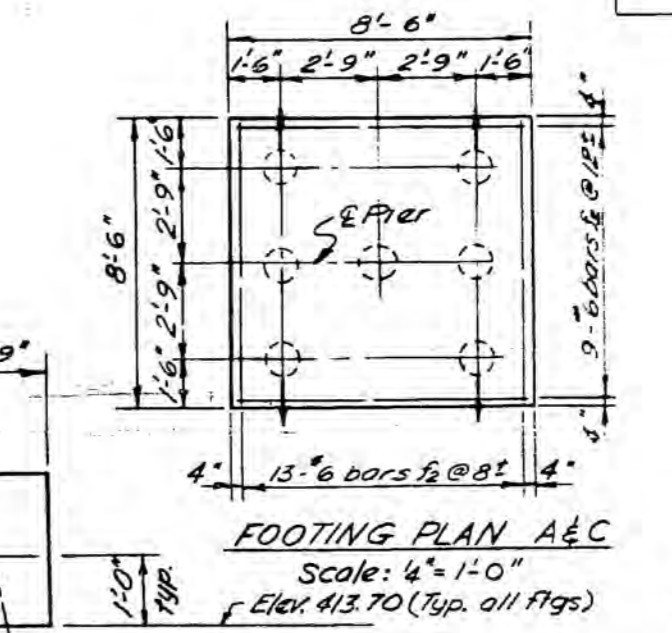 8'-6"
1'-6" 2'-9" 2'-9" 1'-6"
4"
8'-6"
1'-6"
2'-9"
2'-9"
1'-6"
℄ Pier
9-#6 bars f2 @ 12±
4"
9"
4" 13-#6 bars f2 @ 8± 4"
FOOTING PLAN A & C
Scale: 1/4" = 1'-0"
Elev. 413.70 (Typ. all ftgs)
1'-0"
typ.